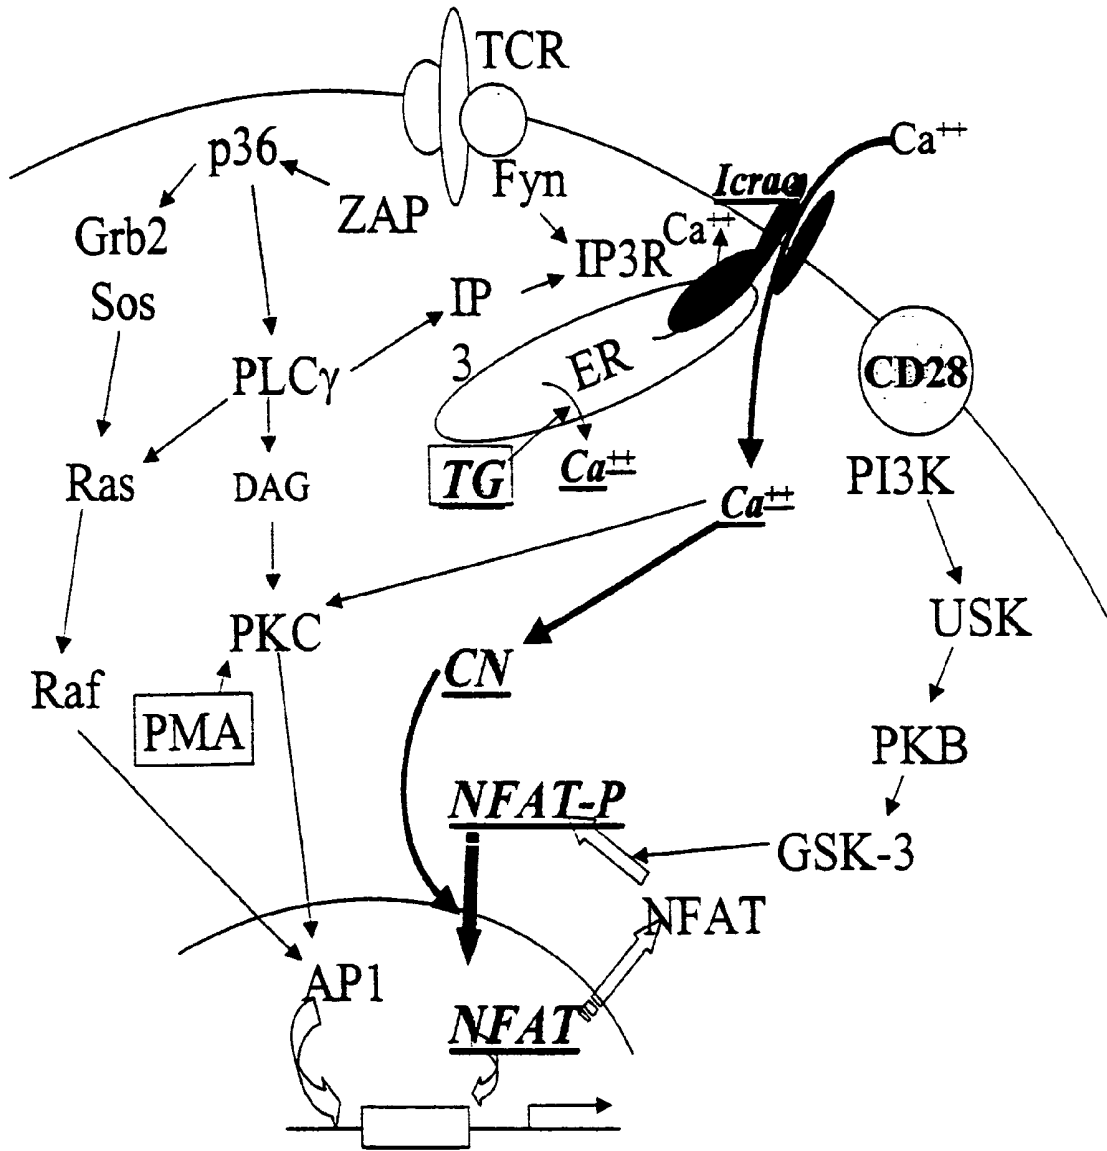 TCR
Ca++
p36
Fyn
Icrac
ZAP
Grb2
Ca++
IP3R
Sos
IP
3
PLCγ
ER
CD28
TG
Ca++
Ras
DAG
PI3K
Ca++
PKC
USK
CN
Raf
PMA
PKB
NFAT-P
GSK-3
NFAT
AP1
NFAT